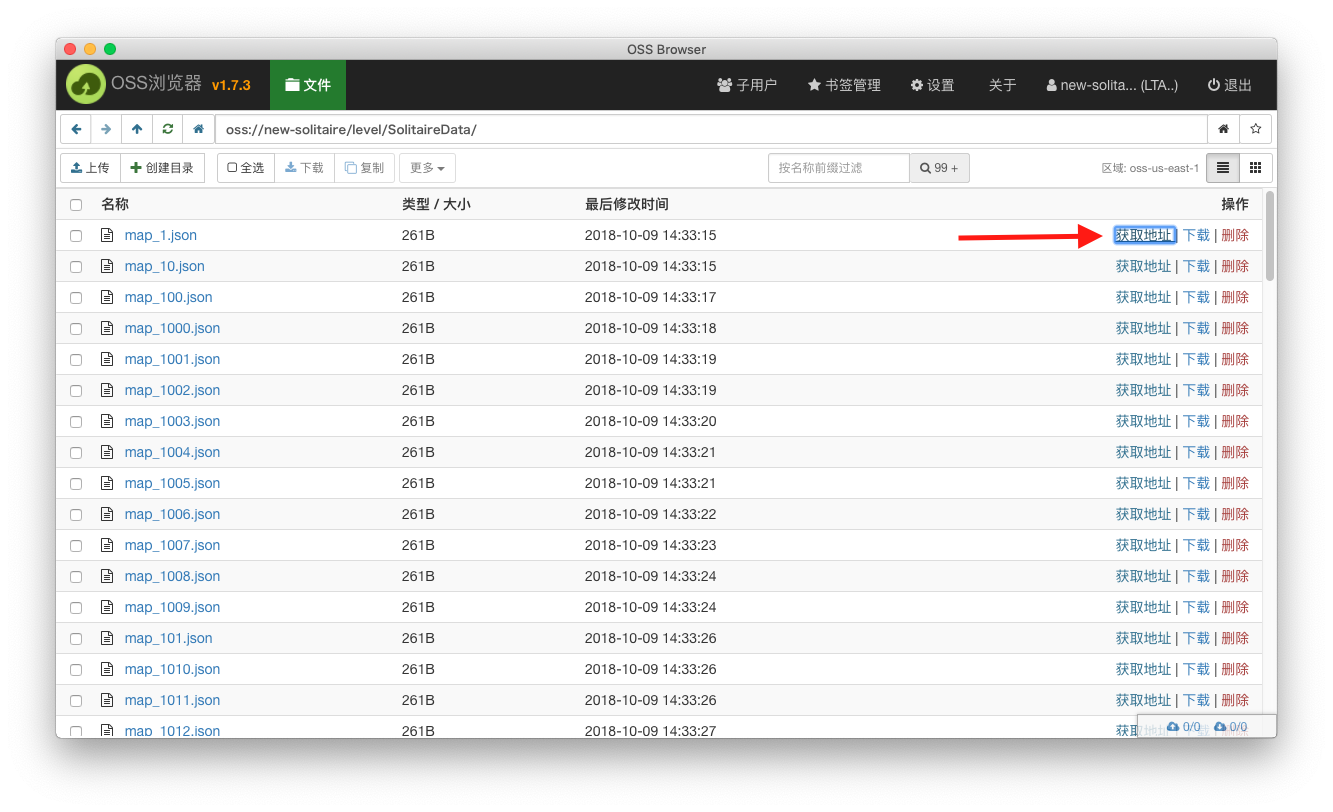 OSS Browser
OSS浏览器 v1.7.3 文件 子用户 书签管理 设置 关于 new-solita... (LTA..) 退出
oss://new-solitaire/level/SolitaireData/
上传 创建目录 全选 下载 复制 更多 按名称前缀过滤 99 + 区域: oss-us-east-1
名称 类型 / 大小 最后修改时间 操作
map_1.json 261B 2018-10-09 14:33:15 获取地址 | 下载 | 删除
map_10.json 261B 2018-10-09 14:33:15 获取地址 | 下载 | 删除
map_100.json 261B 2018-10-09 14:33:17 获取地址 | 下载 | 删除
map_1000.json 261B 2018-10-09 14:33:18 获取地址 | 下载 | 删除
map_1001.json 261B 2018-10-09 14:33:19 获取地址 | 下载 | 删除
map_1002.json 261B 2018-10-09 14:33:19 获取地址 | 下载 | 删除
map_1003.json 261B 2018-10-09 14:33:20 获取地址 | 下载 | 删除
map_1004.json 261B 2018-10-09 14:33:21 获取地址 | 下载 | 删除
map_1005.json 261B 2018-10-09 14:33:21 获取地址 | 下载 | 删除
map_1006.json 261B 2018-10-09 14:33:22 获取地址 | 下载 | 删除
map_1007.json 261B 2018-10-09 14:33:23 获取地址 | 下载 | 删除
map_1008.json 261B 2018-10-09 14:33:24 获取地址 | 下载 | 删除
map_1009.json 261B 2018-10-09 14:33:24 获取地址 | 下载 | 删除
map_101.json 261B 2018-10-09 14:33:26 获取地址 | 下载 | 删除
map_1010.json 261B 2018-10-09 14:33:26 获取地址 | 下载 | 删除
map_1011.json 261B 2018-10-09 14:33:26 获取地址 | 下载 | 删除
map_1012.json 261B 2018-10-09 14:33:27 获取地址 | 下载 | 删除
0/0 0/0